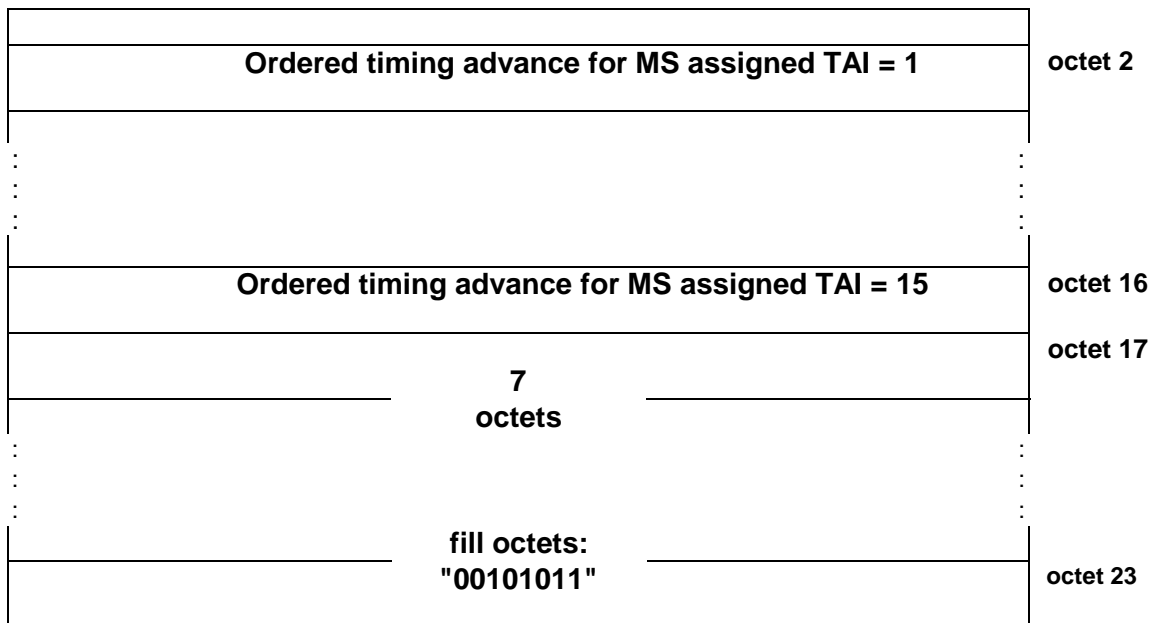 Ordered timing advance for MS assigned TAI = 1 octet 2
: :
: :
: :
Ordered timing advance for MS assigned TAI = 15 octet 16
octet 17
7
octets
: :
: :
: :
fill octets:
"00101011" octet 23